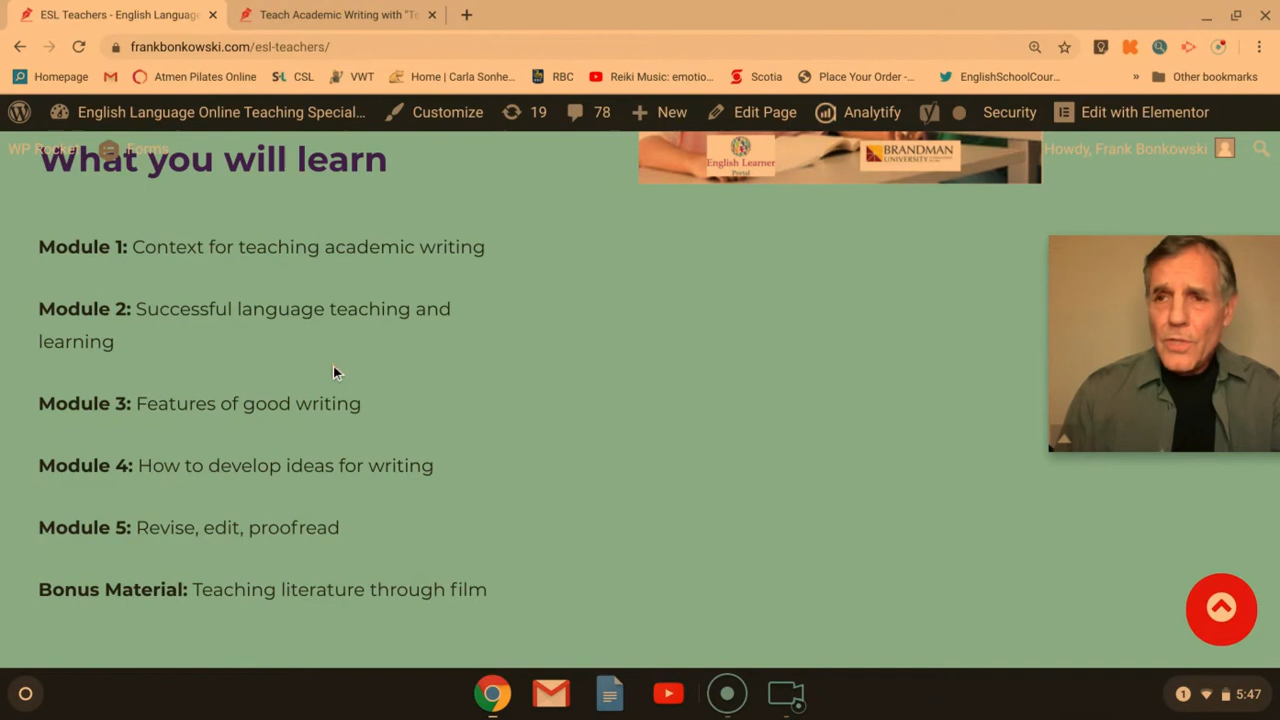 ESL Teachers - English Language
Teach Academic Writing with "Te
frankbonkowski.com/esl-teachers/
Homepage
Atmen Pilates Online
CSL
VWT
Home | Carla Sonhe...
RBC
Reiki Music: emotio...
Scotia
Place Your Order -...
EnglishSchoolCour...
»
Other bookmarks
English Language Online Teaching Special...
Customize
19
78
New
Edit Page
Analytify
Security
Edit with Elementor
WP Rocket
Forms
Howdy, Frank Bonkowski
What you will learn
English Learner
Portal
BRANDMAN
UNIVERSITY
Module 1: Context for teaching academic writing
Module 2: Successful language teaching and
learning
Module 3: Features of good writing
Module 4: How to develop ideas for writing
Module 5: Revise, edit, proofread
Bonus Material: Teaching literature through film
1
5:47